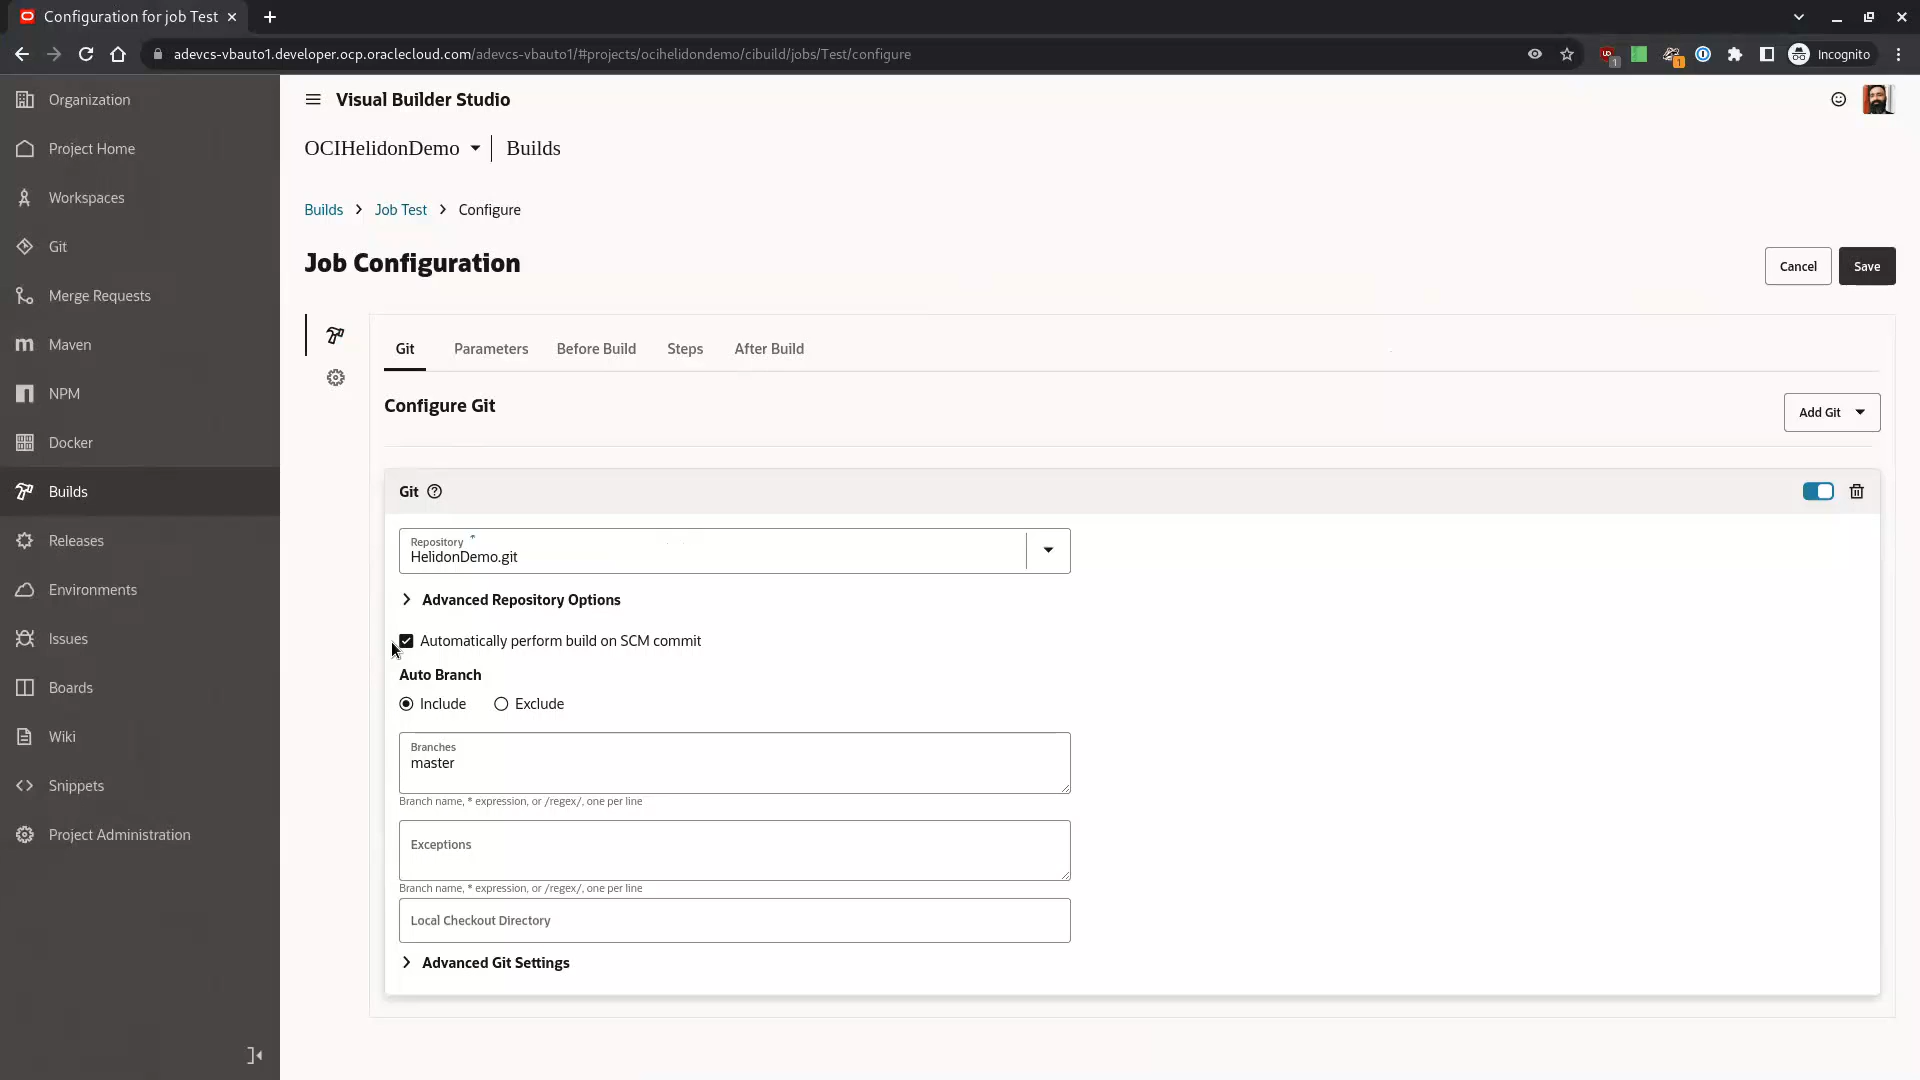 Configuration for job Test
adevcs-vbauto1.developer.ocp.oraclecloud.com/adevcs-vbauto1/#projects/ocihelidondemo/cibuild/jobs/Test/configure
1
1
Incognito
Organization
Project Home
Workspaces
Git
Merge Requests
Maven
NPM
Docker
Builds
Releases
Environments
Issues
Boards
Wiki
Snippets
Project Administration
Visual Builder Studio
OCIHelidonDemo
Builds
Builds > Job Test > Configure
Job Configuration
Cancel
Save
Git
Parameters
Before Build
Steps
After Build
Configure Git
Add Git
Git
Repository *
HelidonDemo.git
Advanced Repository Options
Automatically perform build on SCM commit
Auto Branch
Include
Exclude
Branches
master
Branch name, * expression, or /regex/, one per line
Exceptions
Branch name, * expression, or /regex/, one per line
Local Checkout Directory
Advanced Git Settings